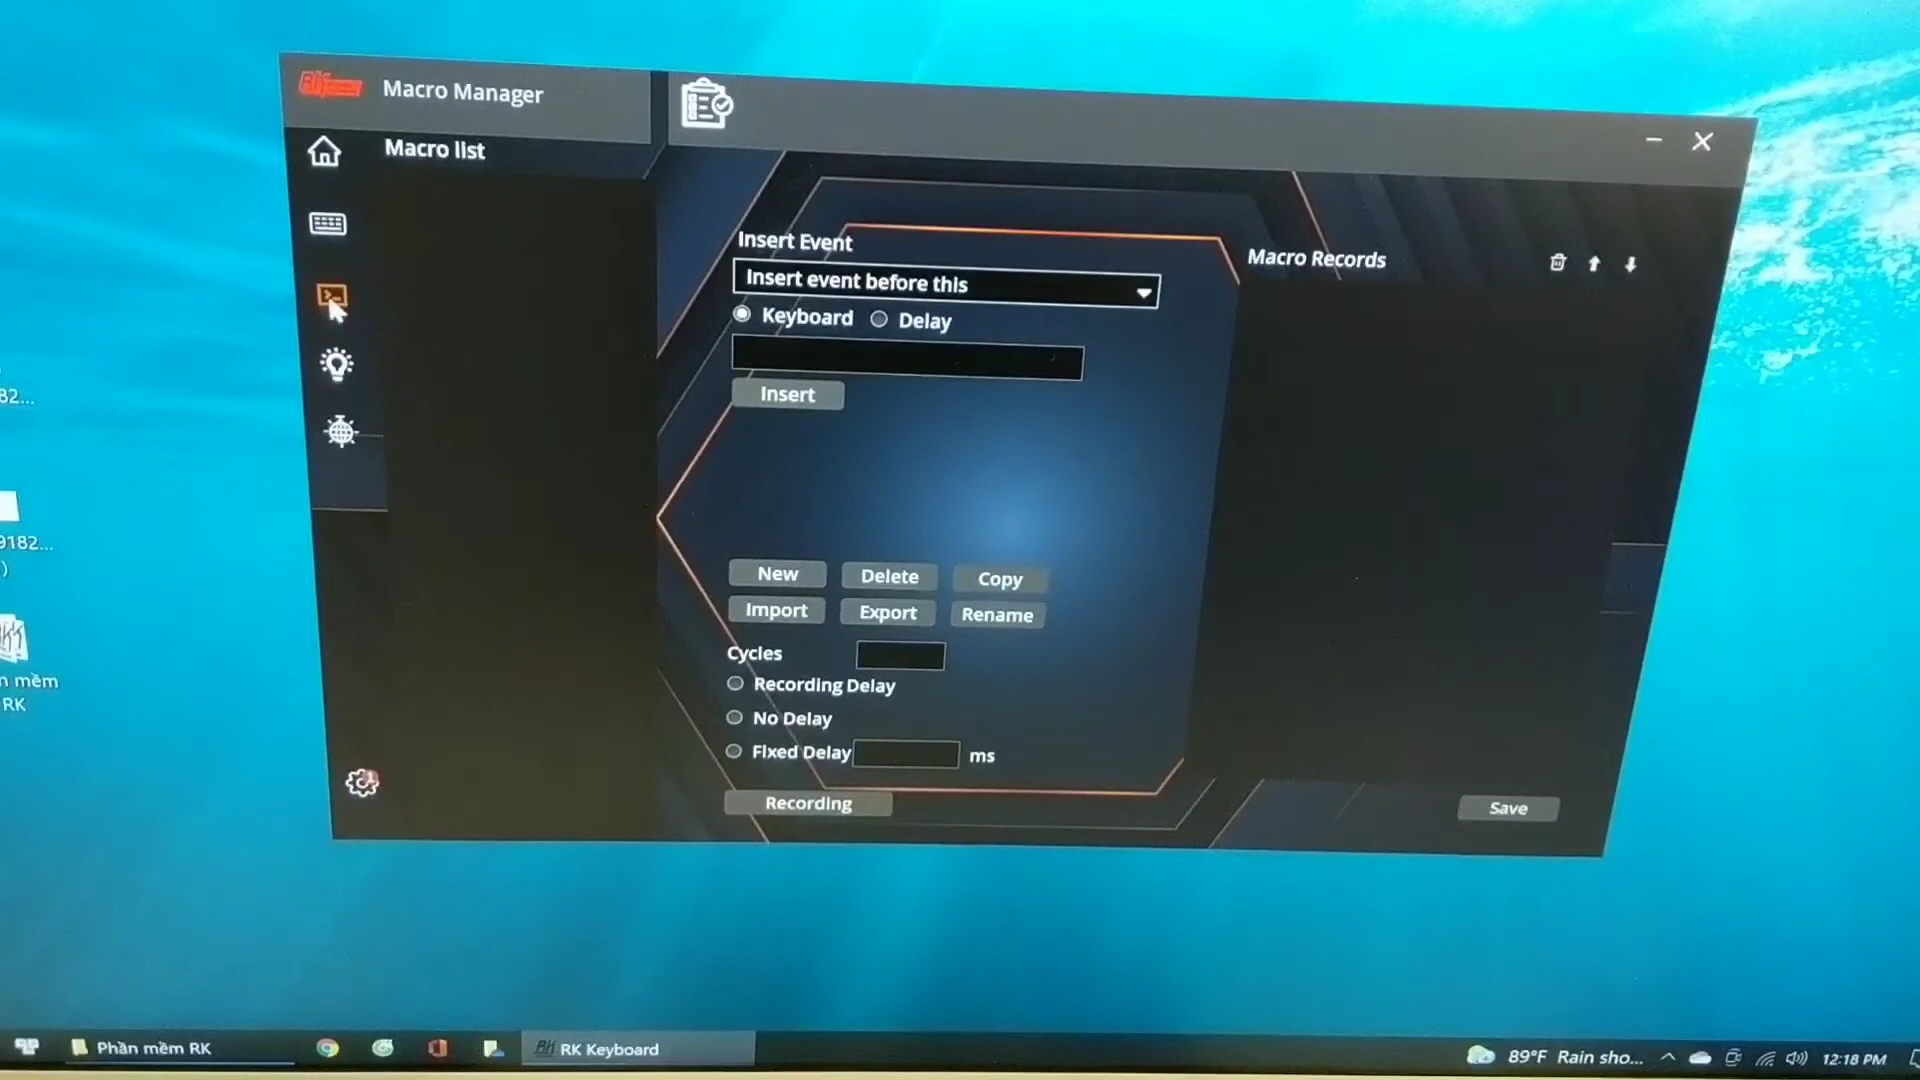 Macro Manager
Macro list
Insert Event
Insert event before this
Keyboard
Delay
Insert
New
Delete
Copy
Import
Export
Rename
Cycles
Recording Delay
No Delay
FIxed Delay
ms
Recording
Macro Records
Save
1
82...
9182...
)
n mềm
RK
Phần mềm RK
RK Keyboard
89°F Rain sho...
12:18 PM